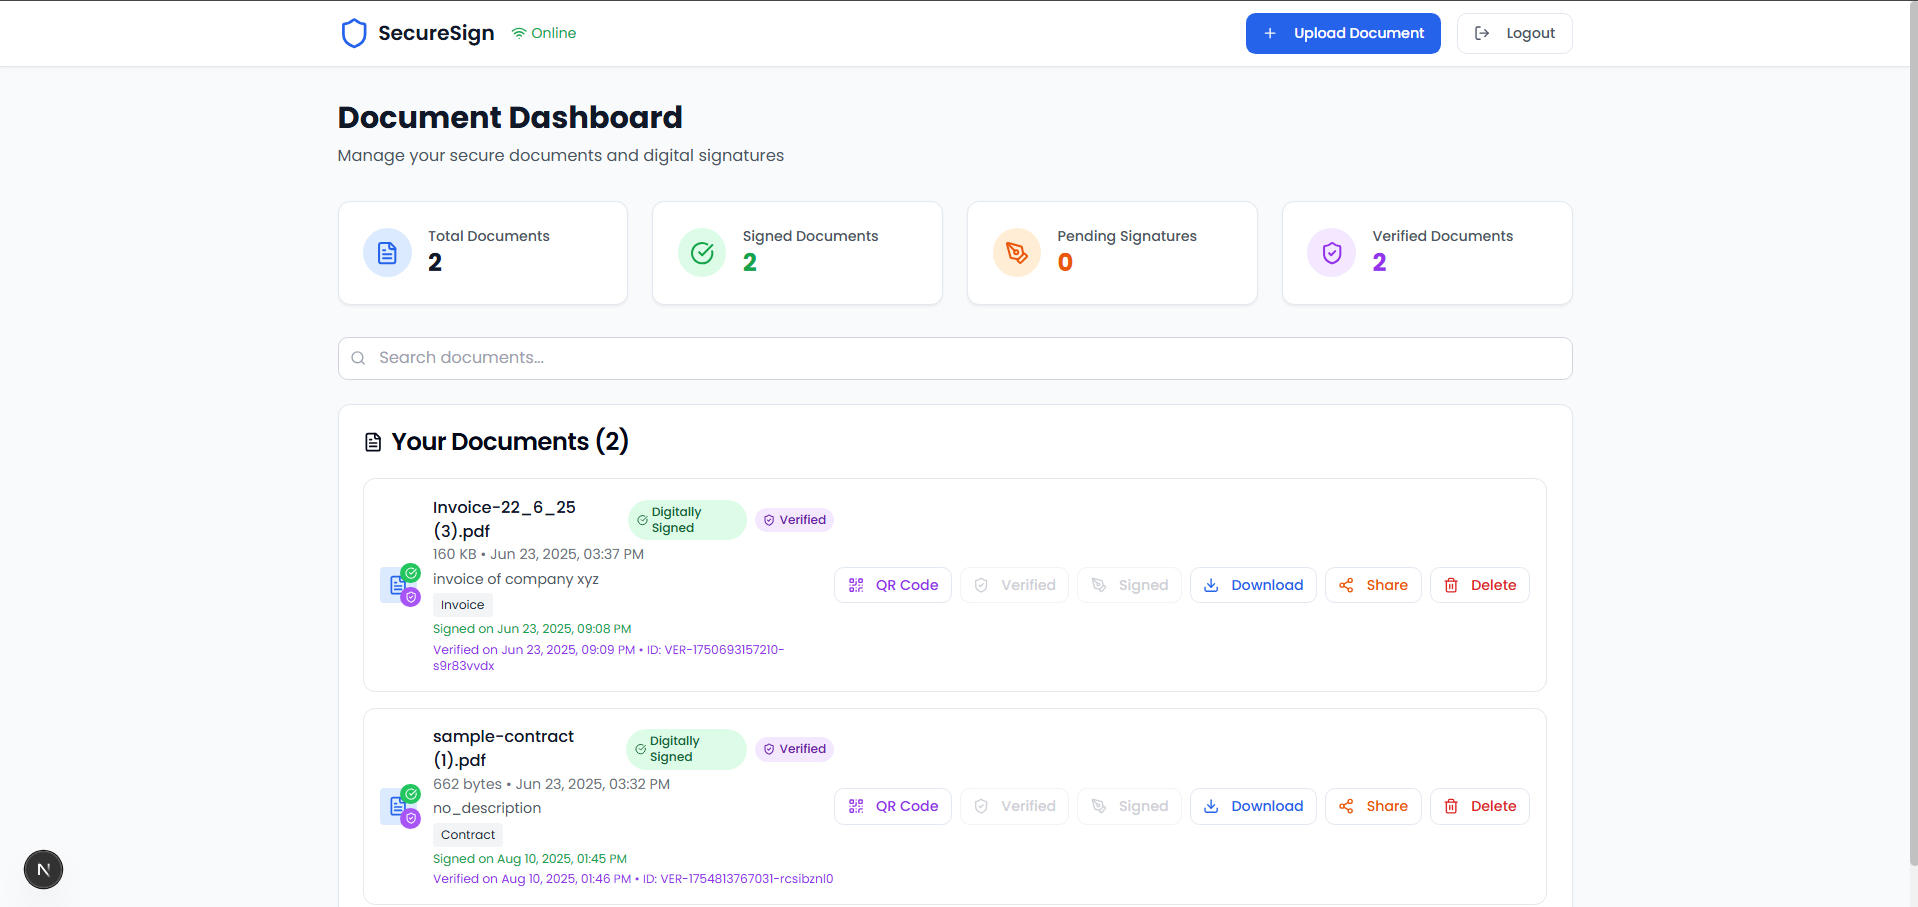 SecureSign
Online
Upload Document
Logout
Document Dashboard
Manage your secure documents and digital signatures
Total Documents
2
Signed Documents
2
Pending Signatures
0
Verified Documents
2
Search documents...
Your Documents (2)
Invoice-22_6_25
(3).pdf
Digitally
Signed
Verified
160 KB • Jun 23, 2025, 03:37 PM
invoice of company xyz
Invoice
Signed on Jun 23, 2025, 09:08 PM
Verified on Jun 23, 2025, 09:09 PM • ID: VER-1750693157210-
s9r83vvdx
QR Code
Verified
Signed
Download
Share
Delete
sample-contract
(1).pdf
Digitally
Signed
Verified
662 bytes • Jun 23, 2025, 03:32 PM
no_description
Contract
Signed on Aug 10, 2025, 01:45 PM
Verified on Aug 10, 2025, 01:46 PM • ID: VER-1754813767031-rcsibznl0
QR Code
Verified
Signed
Download
Share
Delete
N